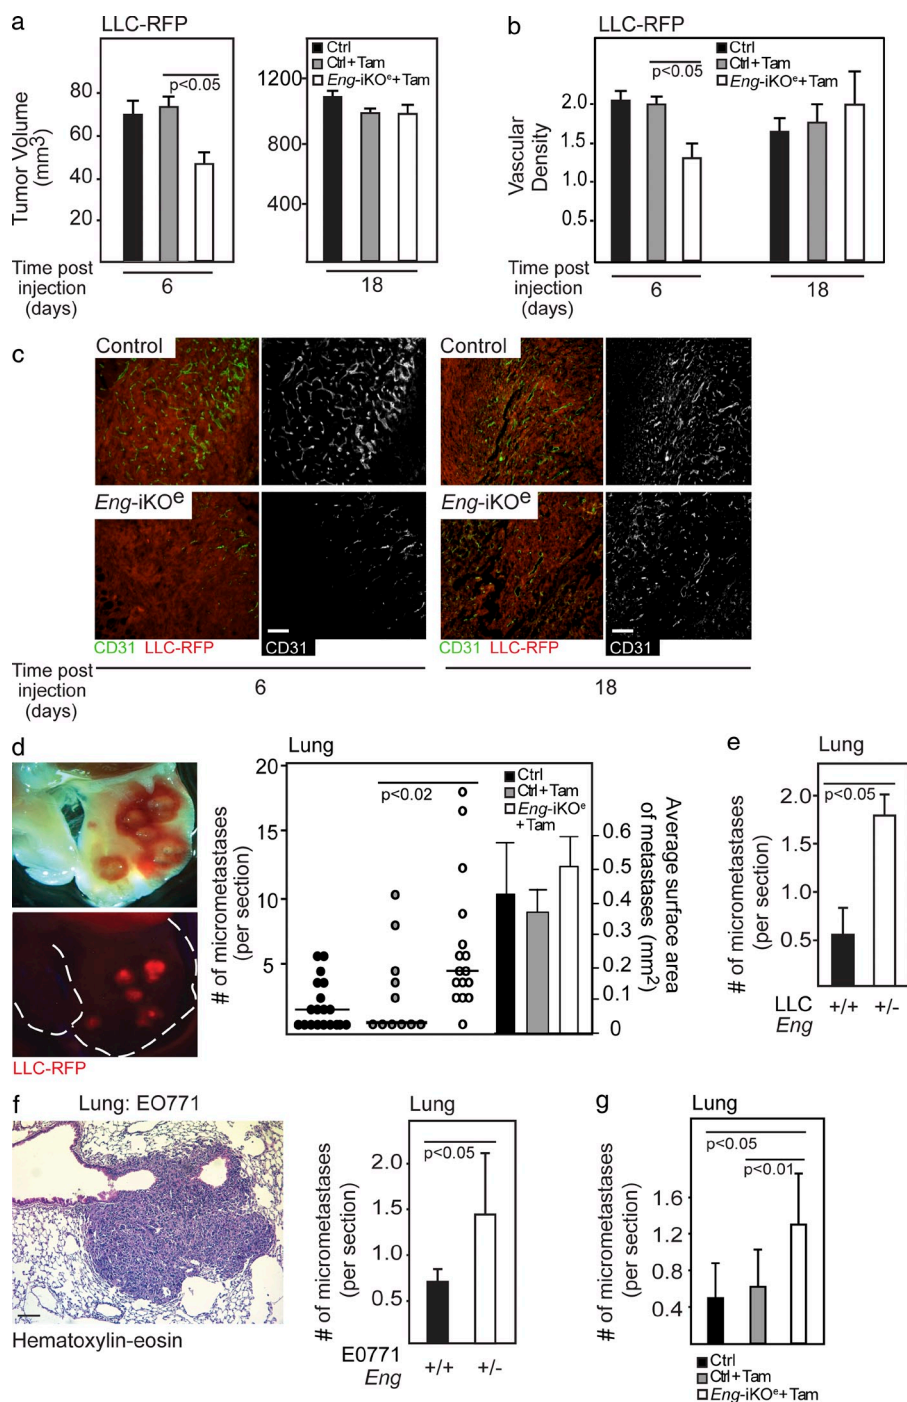 a
LLC-RFP
Tumor Volume
(mm3)
80
60
40
20
p<0.05
1200
800
400
Ctrl
Ctrl+Tam
Eng-iKOe+Tam
Time post
injection
(days)
6
18
b
LLC-RFP
Vascular
Density
2.0
1.5
1.0
0.5
p<0.05
Ctrl
Ctrl+Tam
Eng-iKOe+Tam
Time post
injection
(days)
6
18
c
Control
Control
Eng-iKOe
Eng-iKOe
CD31 LLC-RFP
CD31
CD31 LLC-RFP
CD31
Time post
injection
(days)
6
18
d
LLC-RFP
Lung
# of micrometastases
(per section)
20
15
10
5
p<0.02
Ctrl
Ctrl+Tam
Eng-iKOe
+Tam
0.6
0.5
0.4
0.3
0.2
0.1
0
Average surface area
of metastases (mm2)
e
Lung
# of micrometastases
(per section)
2.0
1.5
1.0
0.5
p<0.05
LLC
Eng
+/+
+/-
f
Lung: EO771
Hematoxylin-eosin
Lung
# of micrometastases
(per section)
2.0
1.5
1.0
0.5
p<0.05
E0771
Eng
+/+
+/-
g
Lung
# of micrometastases
(per section)
1.6
1.2
0.8
0.4
p<0.05
p<0.01
Ctrl
Ctrl+Tam
Eng-iKOe+Tam